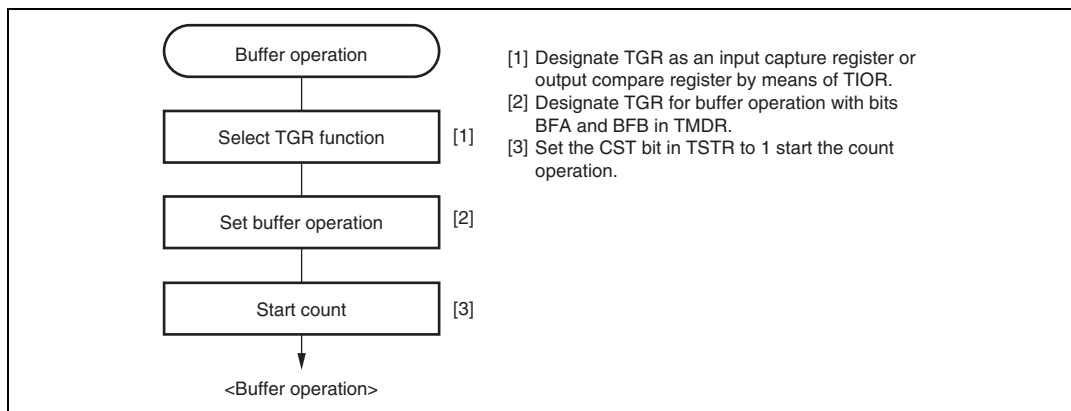 Buffer operation
Select TGR function
[1]
Set buffer operation
[2]
Start count
[3]
<Buffer operation>
[1] Designate TGR as an input capture register or
output compare register by means of TIOR.
[2] Designate TGR for buffer operation with bits
BFA and BFB in TMDR.
[3] Set the CST bit in TSTR to 1 start the count
operation.